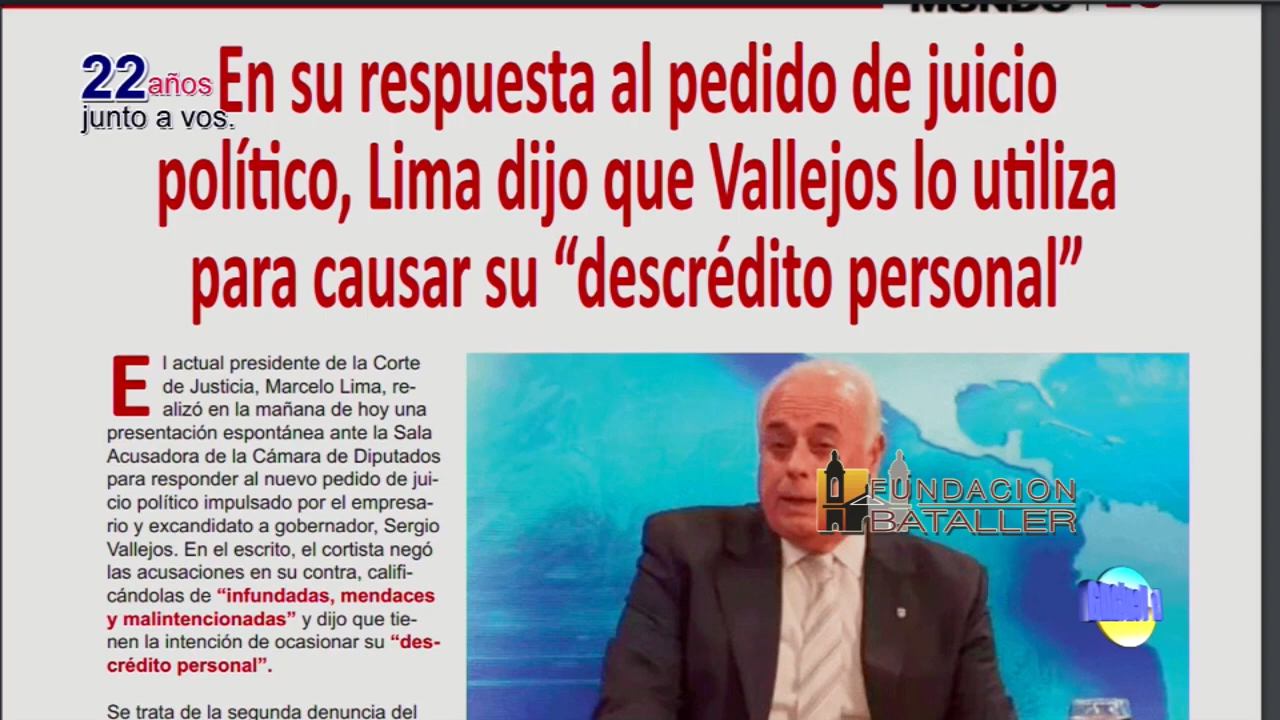 22 años
junto a vos.
En su respuesta al pedido de juicio
político, Lima dijo que Vallejos lo utiliza
para causar su “descrédito personal”
El actual presidente de la Corte
de Justicia, Marcelo Lima, re-
alizó en la mañana de hoy una
presentación espontánea ante la Sala
Acusadora de la Cámara de Diputados
para responder al nuevo pedido de jui-
cio político impulsado por el empresa-
rio y excandidato a gobernador, Sergio
Vallejos. En el escrito, el cortista negó
las acusaciones en su contra, califi-
cándolas de “infundadas, mendaces
y malintencionadas” y dijo que tie-
nen la intención de ocasionar su “des-
crédito personal”.
Se trata de la segunda denuncia del
FUNDACION
BATALLER